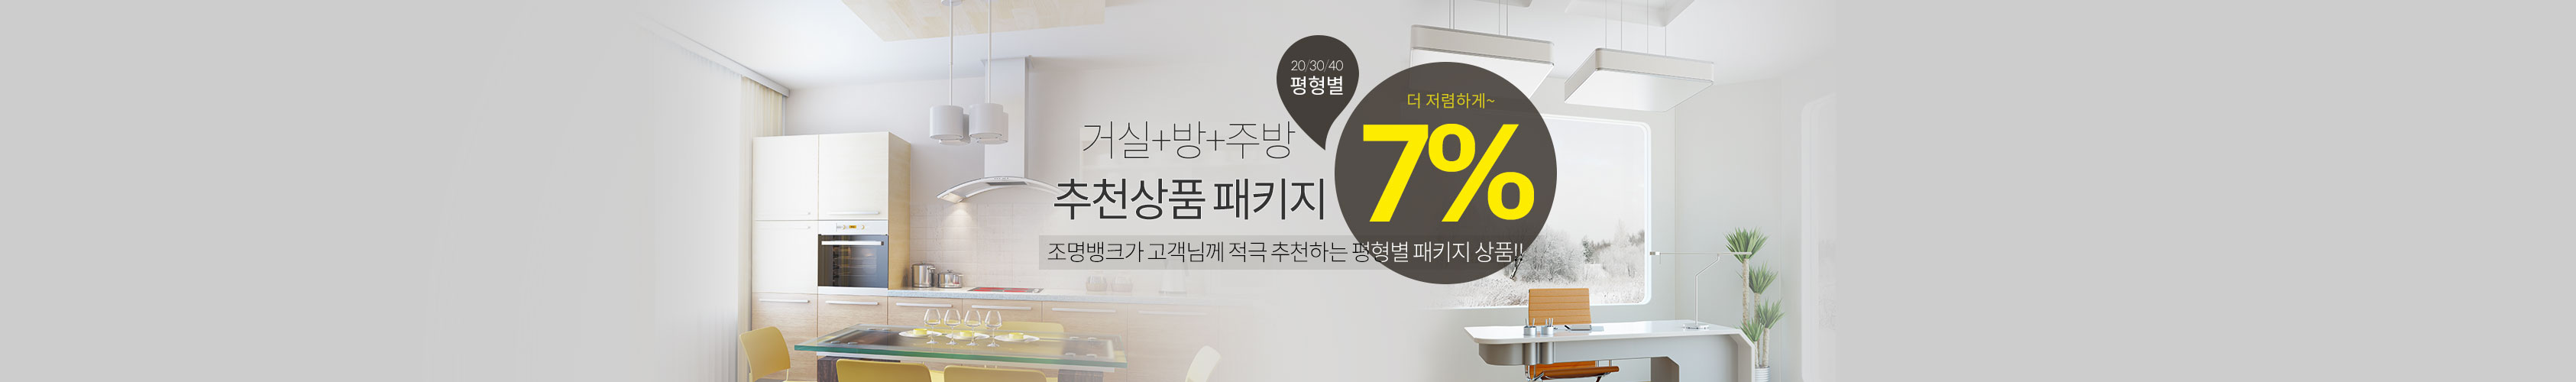 20/30/40
평형별
더 저렴하게~
7%
거실+방+주방
추천상품 패키지
조명뱅크가 고객님께 적극 추천하는 평형별 패키지 상품!!